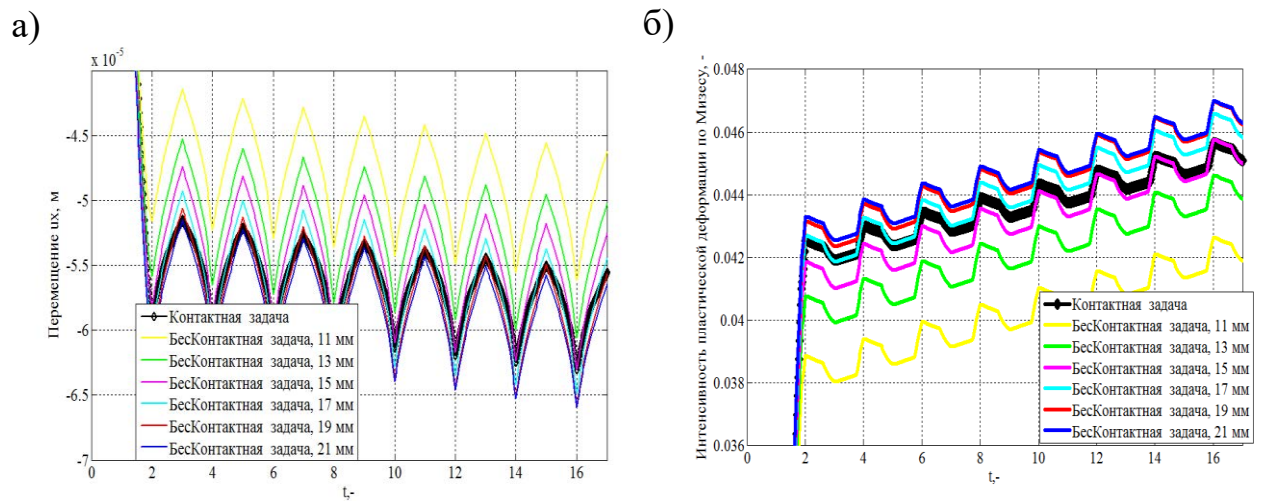 а)
x 10⁻⁵
-4.5
-5
-5.5
-6
-6.5
-7
0
2
4
6
8
10
12
14
16
t,-
Перемещение ux, м
Контактная задача
БесКонтактная задача, 11 мм
БесКонтактная задача, 13 мм
БесКонтактная задача, 15 мм
БесКонтактная задача, 17 мм
БесКонтактная задача, 19 мм
БесКонтактная задача, 21 мм
б)
0.048
0.046
0.044
0.042
0.04
0.038
0.036
0
2
4
6
8
10
12
14
16
t,-
Интенсивность пластической деформации по Мизесу, -
Контактная задача
БесКонтактная задача, 11 мм
БесКонтактная задача, 13 мм
БесКонтактная задача, 15 мм
БесКонтактная задача, 17 мм
БесКонтактная задача, 19 мм
БесКонтактная задача, 21 мм